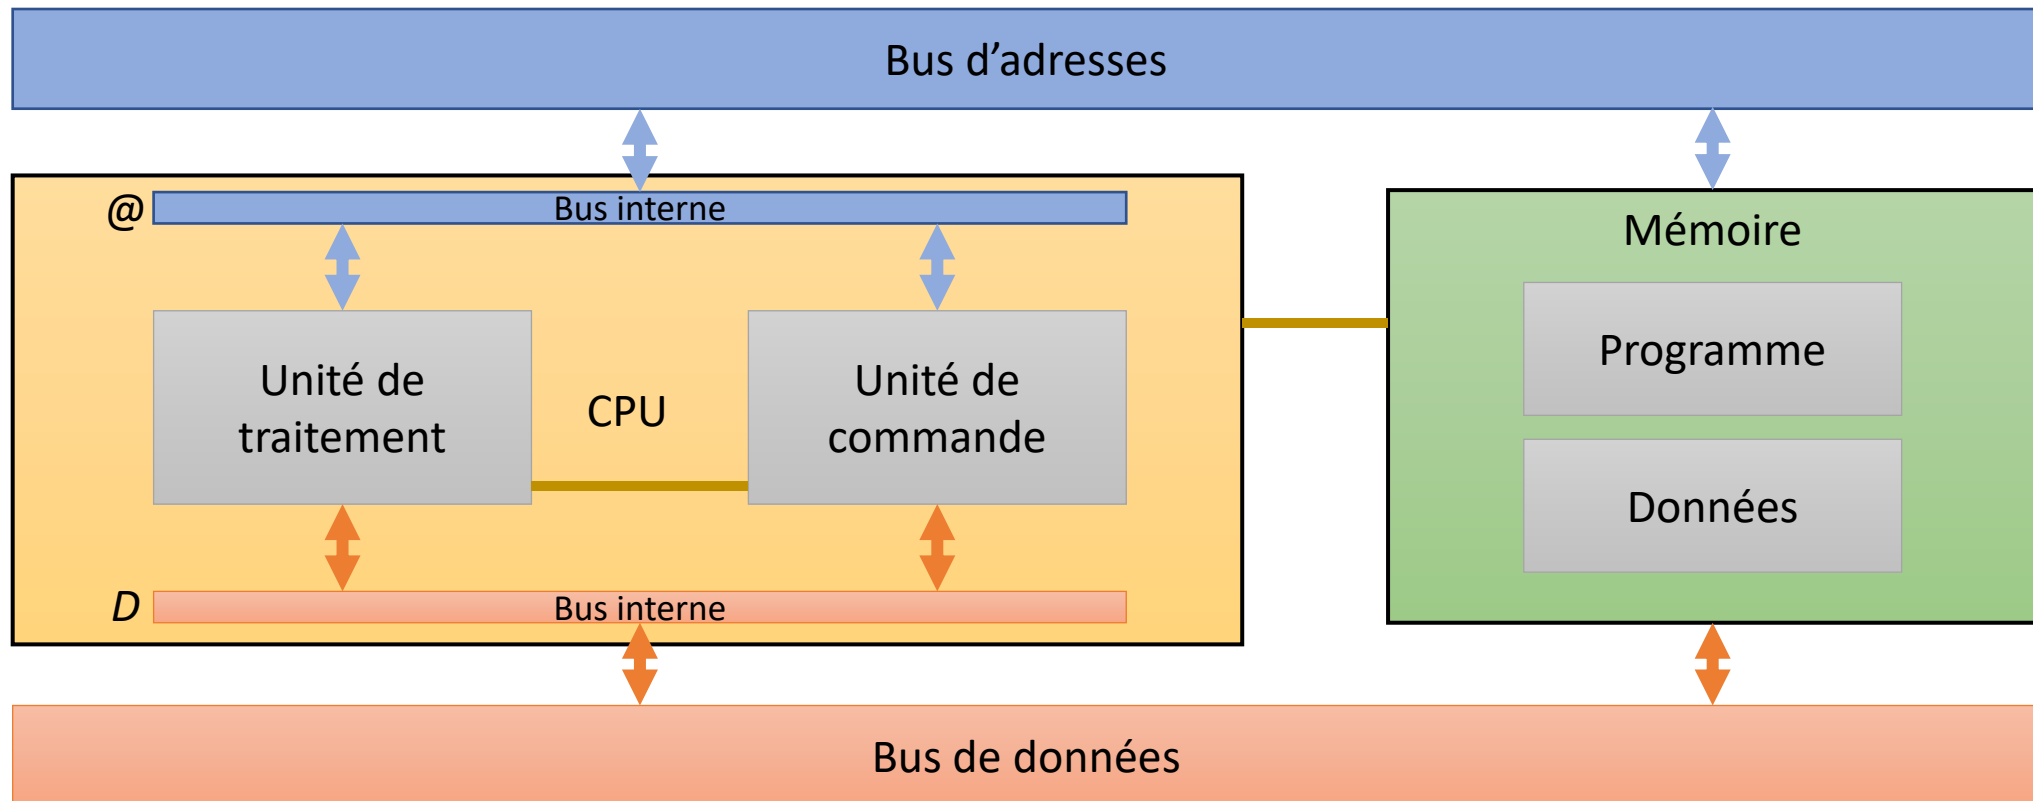 Bus d’adresses
@
Bus interne
Mémoire
Unité de
traitement
CPU
Unité de
commande
Programme
Données
D
Bus interne
Bus de données